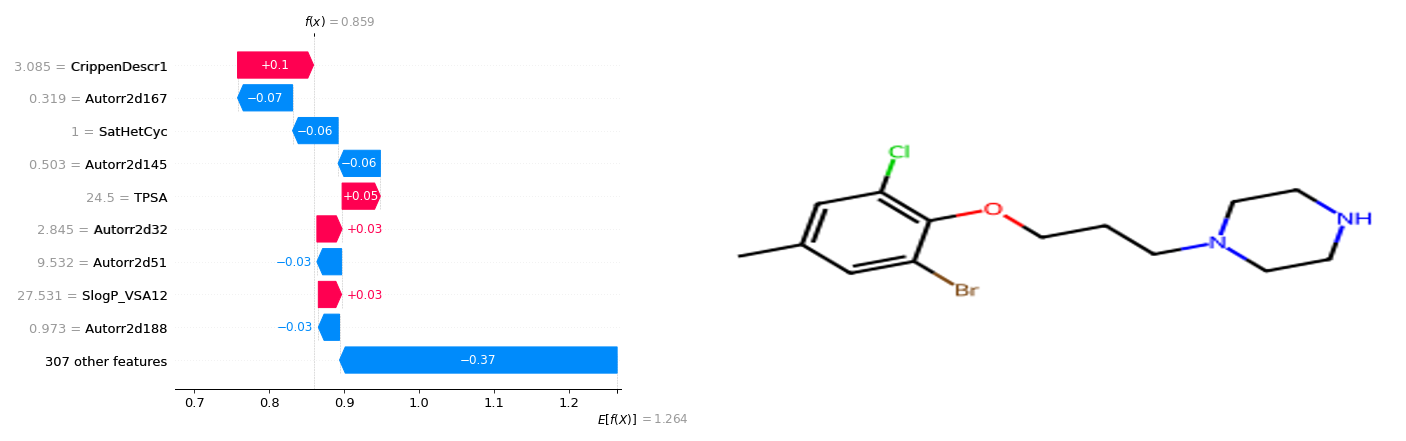 f(x) = 0.859
3.085 = CrippenDescr1
+0.1
0.319 = Autorr2d167
−0.07
1 = SatHetCyc
−0.06
0.503 = Autorr2d145
−0.06
24.5 = TPSA
+0.05
2.845 = Autorr2d32
+0.03
9.532 = Autorr2d51
−0.03
27.531 = SlogP_VSA12
+0.03
0.973 = Autorr2d188
−0.03
307 other features
−0.37
0.7 0.8 0.9 1.0 1.1 1.2
E[f(X)] = 1.264
Cl
O
NH
N
Br